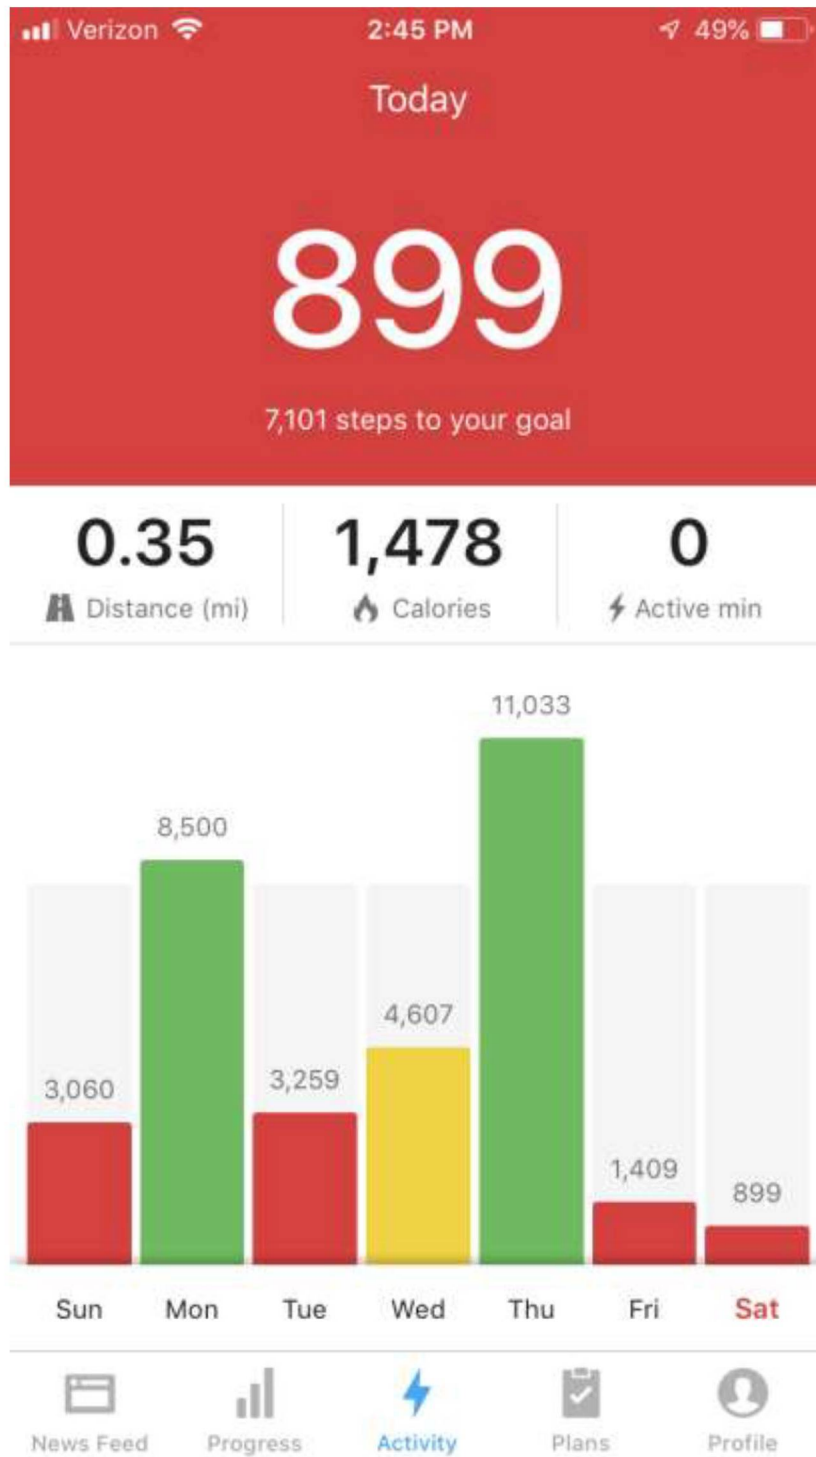 Verizon 2:45 PM 49%
Today
899
7,101 steps to your goal
0.35 1,478 0
Distance (mi) Calories Active min
11,033
8,500
4,607
3,060 3,259
1,409
899
Sun Mon Tue Wed Thu Fri Sat
News Feed Progress Activity Plans Profile